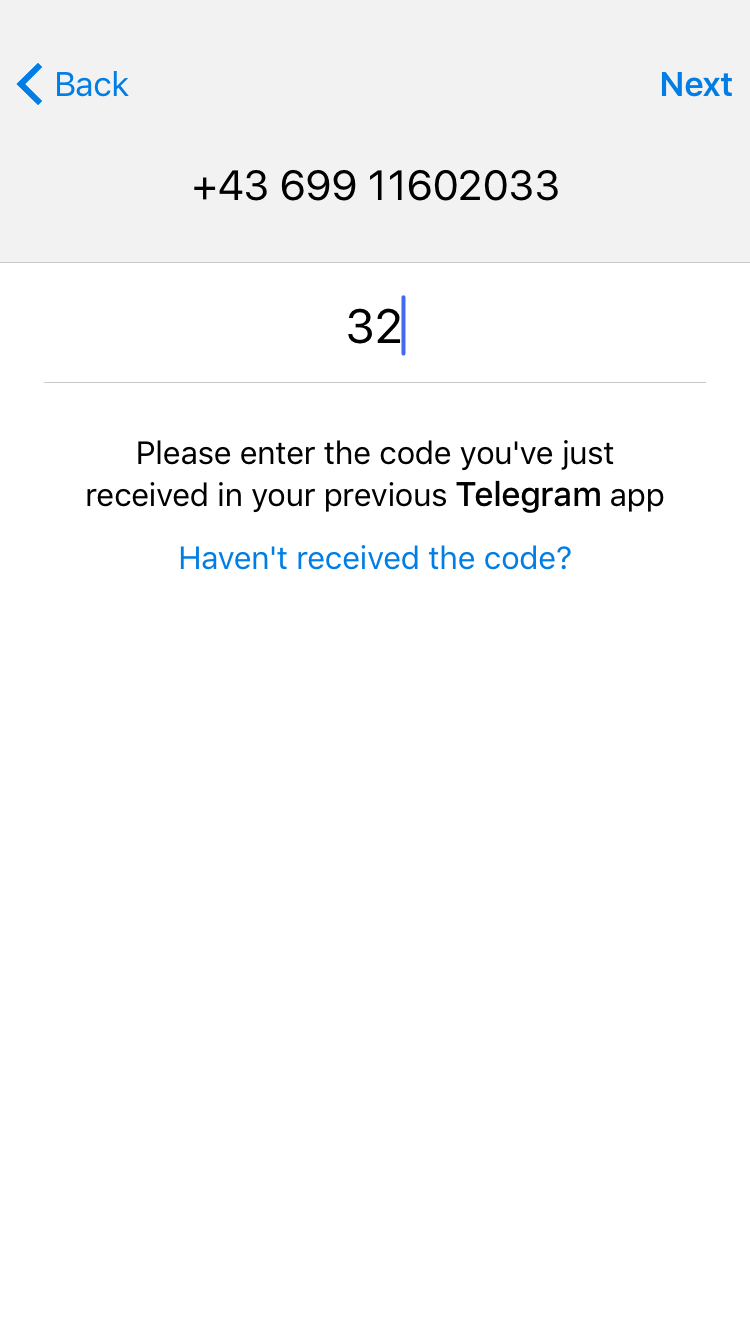 Back
Next
+43 699 11602033
32
Please enter the code you've just
received in your previous Telegram app
Haven't received the code?